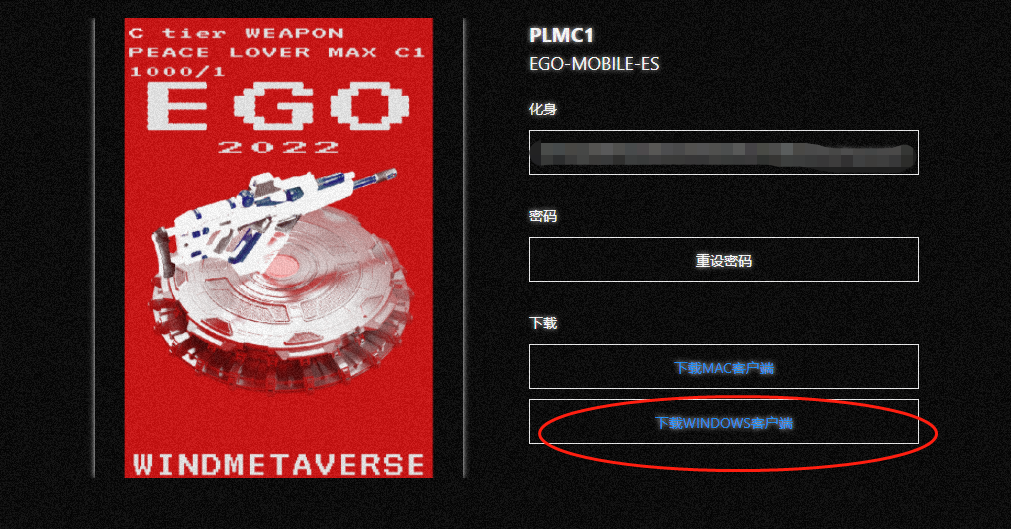 C tier WEAPON
PEACE LOVER MAX C1
1000/1
EGO
2022
WINDMETAVERSE
PLMC1
EGO-MOBILE-ES
化身
密码
重设密码
下载
下载MAC客户端
下载WINDOWS客户端